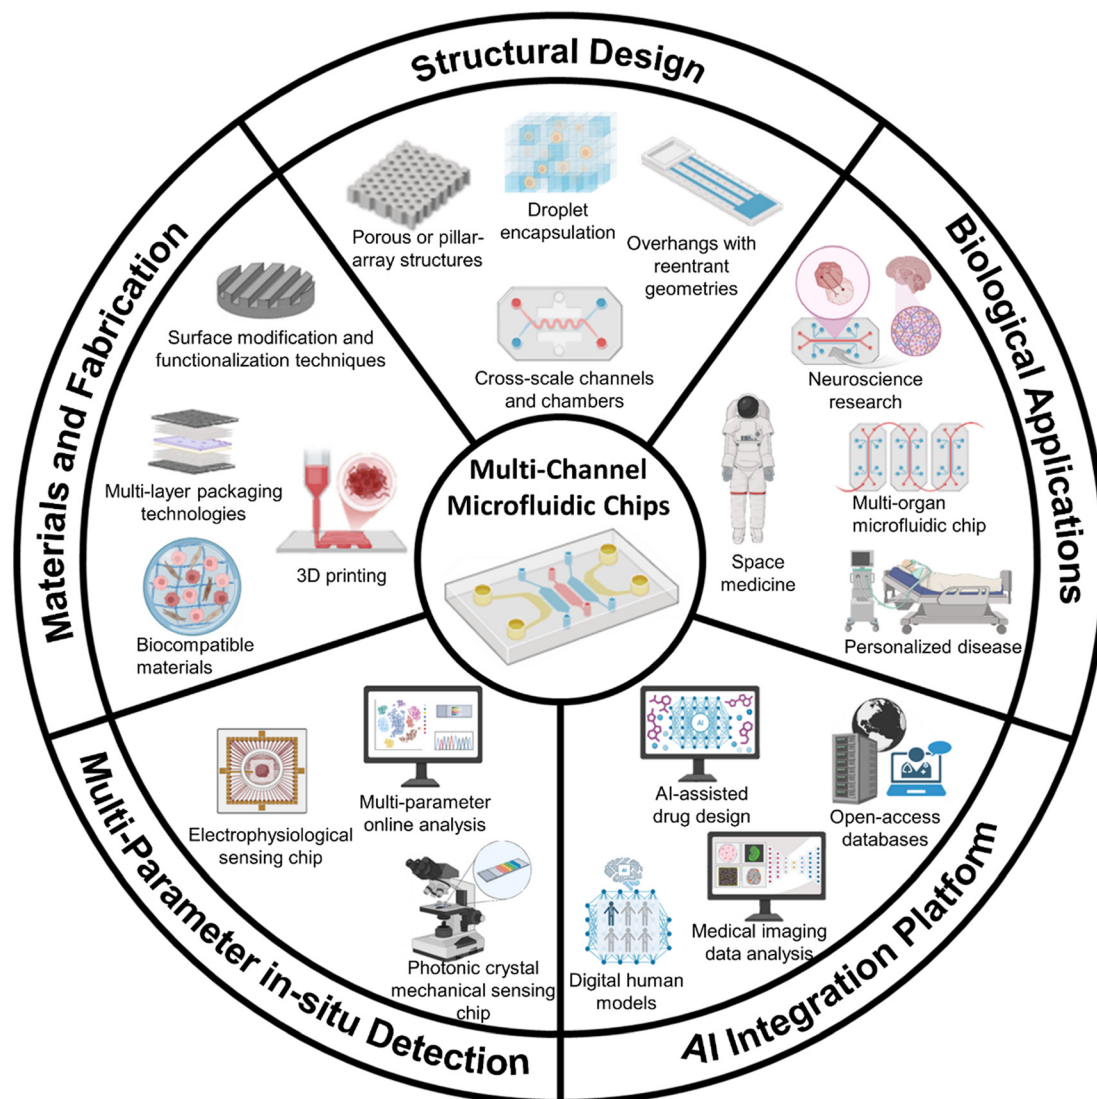 Structural Design
Porous or pillar-
array structures
Droplet
encapsulation
Overhangs with
reentrant
geometries
Cross-scale channels
and chambers
Biological Applications
Neuroscience
research
Space
medicine
Multi-organ
microfluidic chip
Personalized disease
Materials and Fabrication
Surface modification and
functionalization techniques
Multi-layer packaging
technologies
3D printing
Biocompatible
materials
Multi-Channel
Microfluidic Chips
Multi-Parameter in-situ Detection
Electrophysiological
sensing chip
Multi-parameter
online analysis
Photonic crystal
mechanical sensing
chip
AI Integration Platform
AI
AI-assisted
drug design
Open-access
databases
AI
Digital human
models
Medical imaging
data analysis